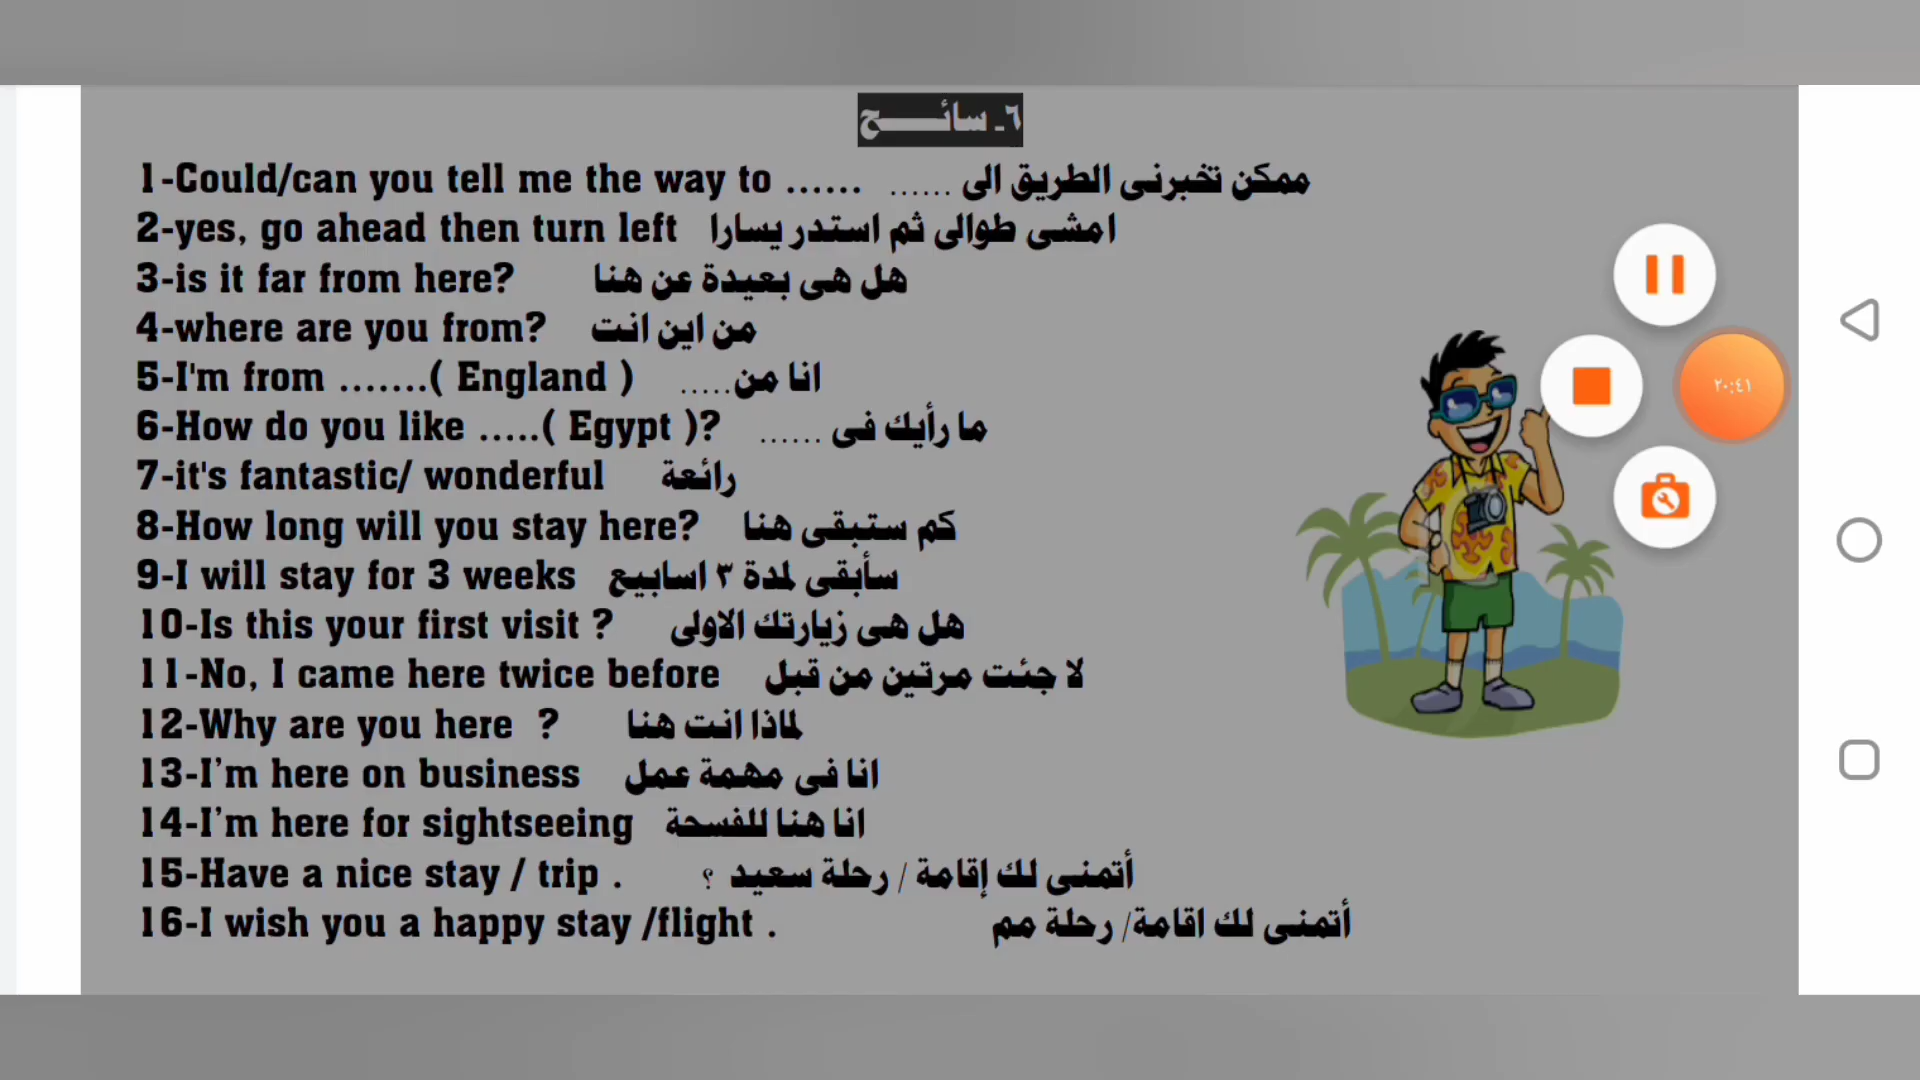 ٦ـ سائـــــح
1-Could/can you tell me the way to ...... ...... ممكن تخبرنى الطريق الى
2-yes, go ahead then turn left امشى طوالى ثم استدر يسارا
3-is it far from here? هل هى بعيدة عن هنا
4-where are you from? من اين انت
5-I'm from .......( England ) انا من.....
6-How do you like .....( Egypt )? ما رأيك فى ......
7-it's fantastic/ wonderful رائعة
8-How long will you stay here? كم ستبقى هنا
9-I will stay for 3 weeks سأبقى لمدة ٣ اسابيع
10-Is this your first visit ? هل هى زيارتك الاولى
11-No, I came here twice before لا جئت مرتين من قبل
12-Why are you here ? لماذا انت هنا
13-I'm here on business انا فى مهمة عمل
14-I'm here for sightseeing انا هنا للفسحة
15-Have a nice stay / trip . أتمنى لك إقامة / رحلة سعيد ؟
16-I wish you a happy stay /flight . أتمنى لك اقامة/ رحلة مم
٢٠:٤١